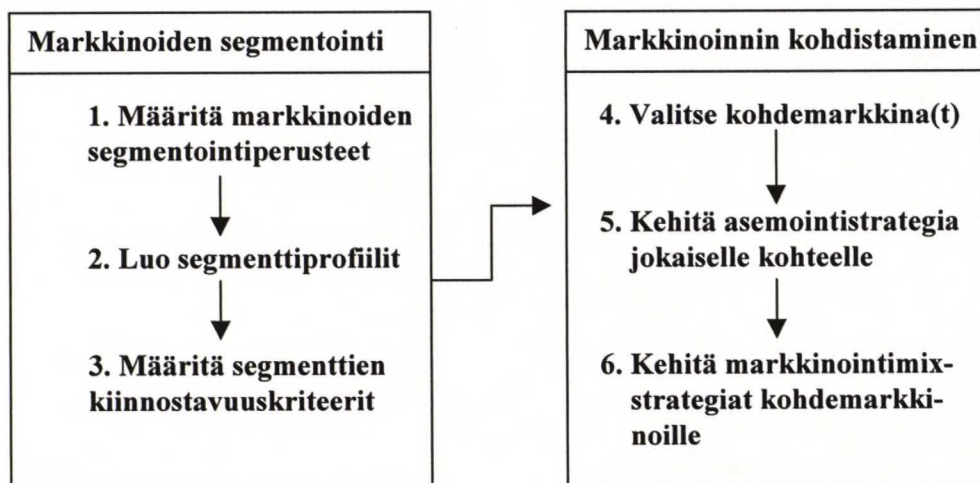 Markkinoiden segmentointi
1. Määritä markkinoiden
segmentointiperusteet
2. Luo segmenttiprofiilit
3. Määritä segmenttien
kiinnostavuuskriteerit
Markkinoinnin kohdistaminen
4. Valitse kohdemarkkina(t)
5. Kehitä asemointistrategia
jokaiselle kohteelle
6. Kehitä markkinointimix-
strategiat kohdemarkki-
noille